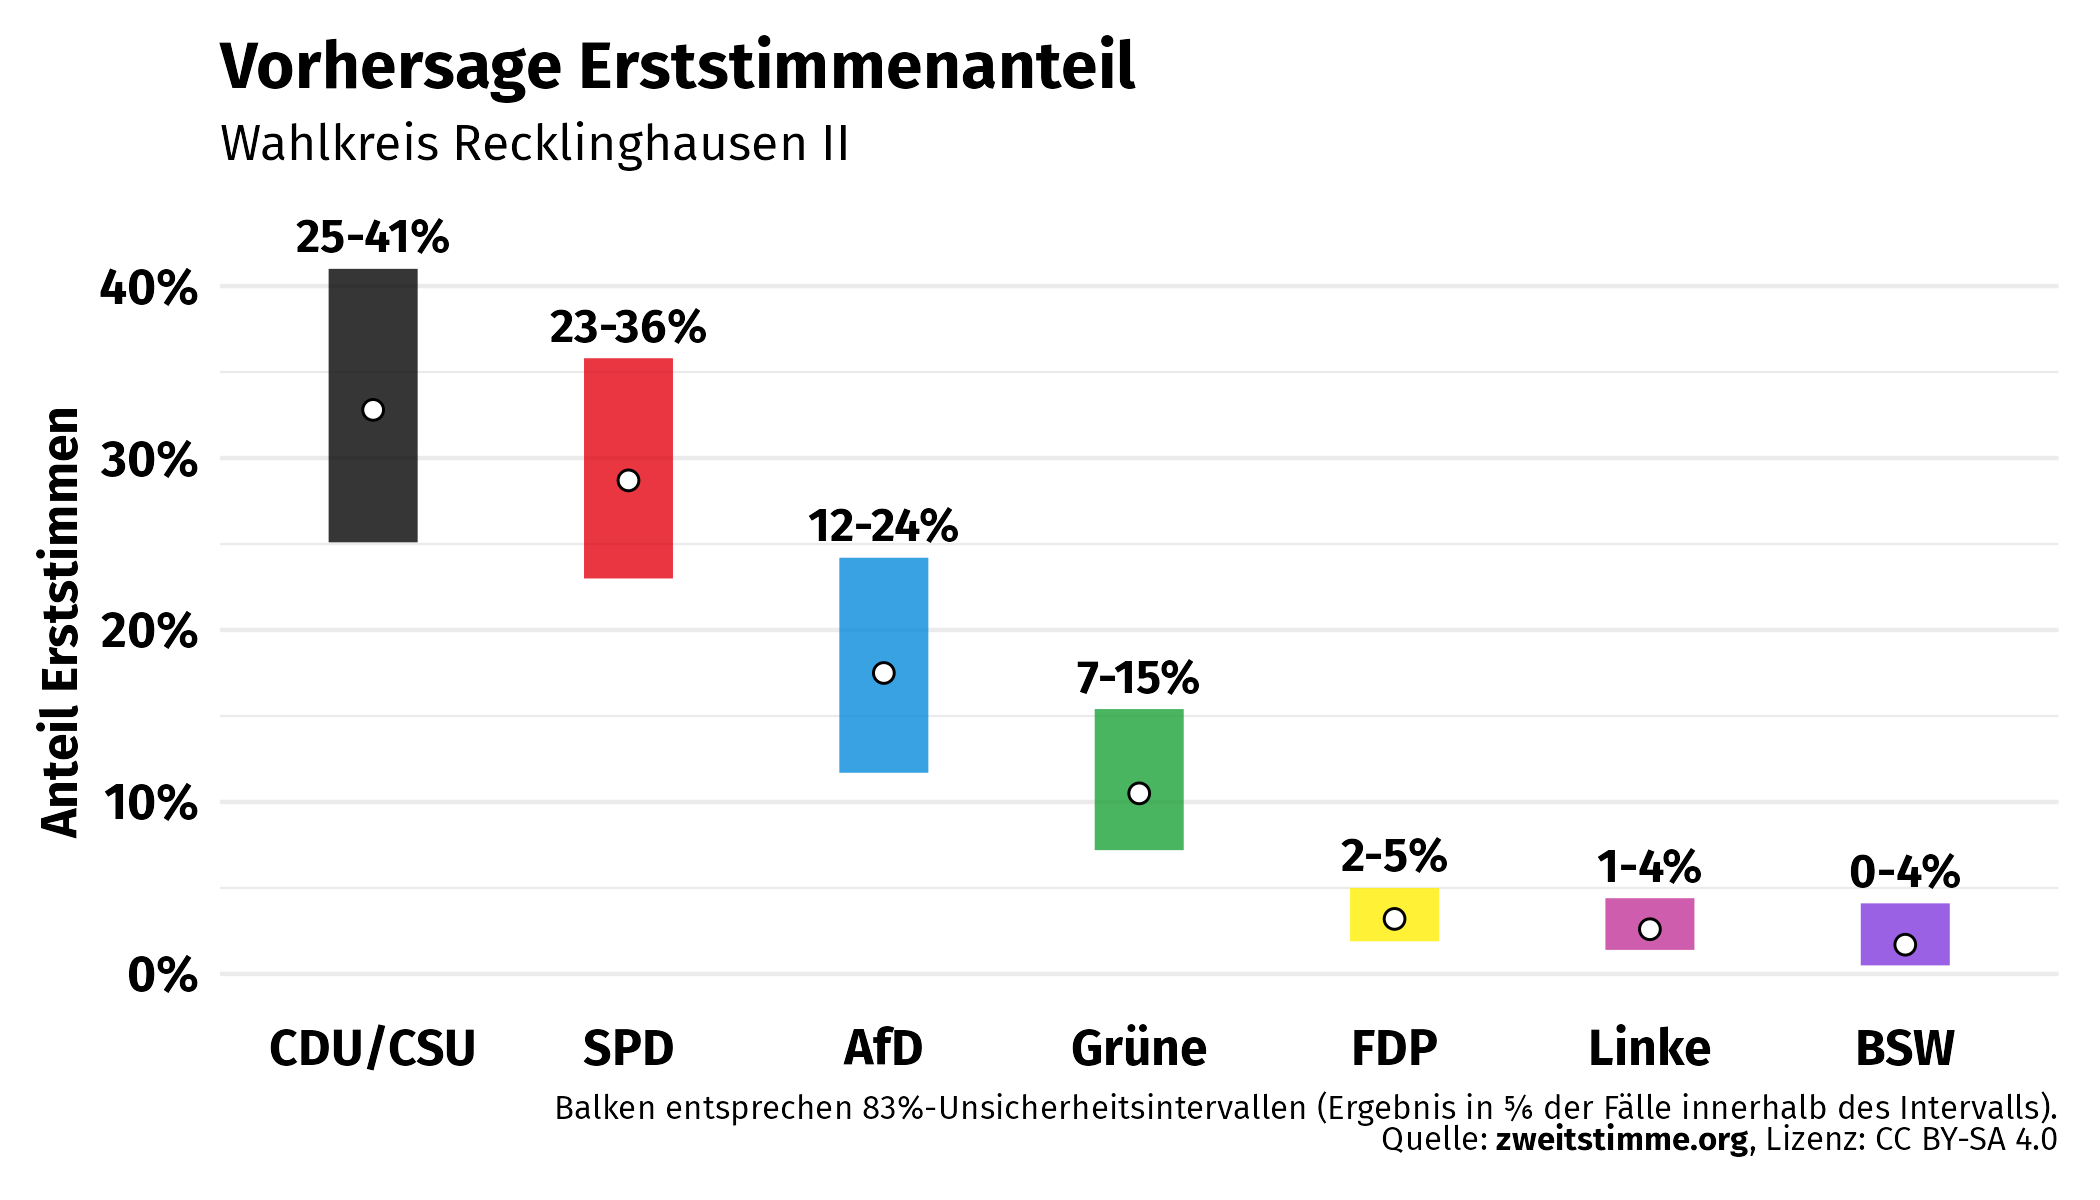 Vorhersage Erststimmenanteil
Wahlkreis Recklinghausen II
25-41%
40%
23-36%
30%
12-24%
20%
7-15%
10%
2-5%
1-4%
0-4%
0%
Anteil Erststimmen
CDU/CSU SPD AfD Grüne FDP Linke BSW
Balken entsprechen 83%-Unsicherheitsintervallen (Ergebnis in ⅚ der Fälle innerhalb des Intervalls).
Quelle: zweitstimme.org, Lizenz: CC BY-SA 4.0